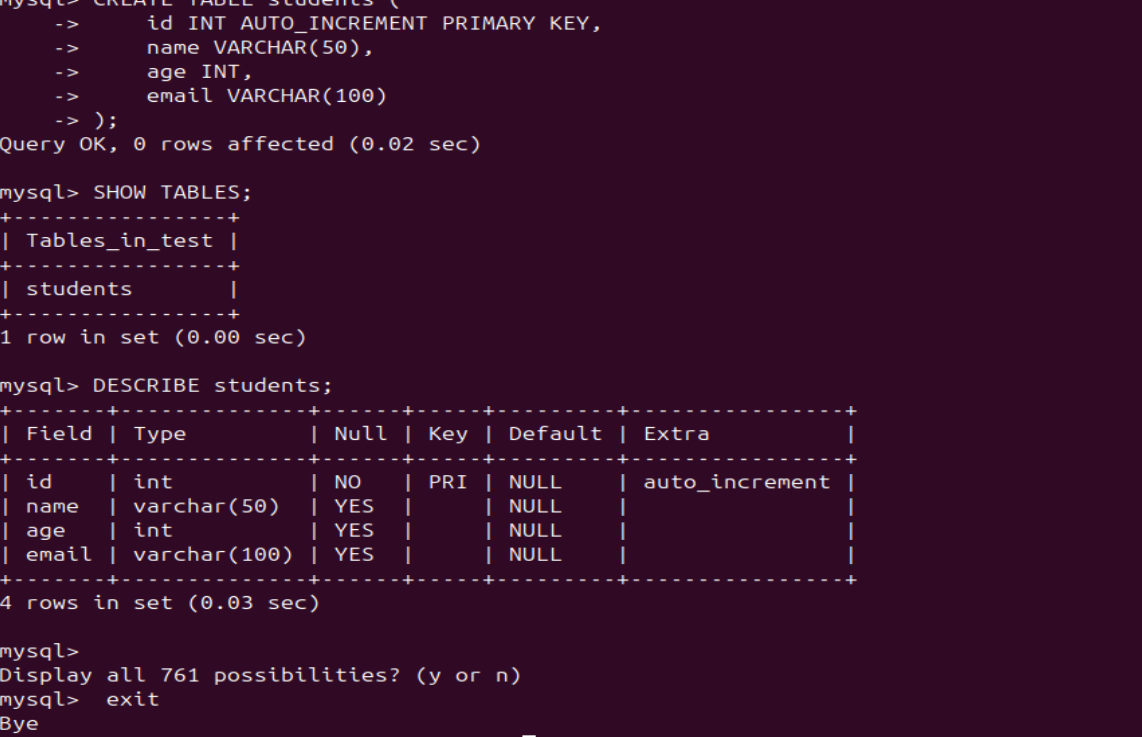 mysql> CREATE TABLE students (
    ->     id INT AUTO_INCREMENT PRIMARY KEY,
    ->     name VARCHAR(50),
    ->     age INT,
    ->     email VARCHAR(100)
    -> );
Query OK, 0 rows affected (0.02 sec)

mysql> SHOW TABLES;
+----------------+
| Tables_in_test |
+----------------+
| students       |
+----------------+
1 row in set (0.00 sec)

mysql> DESCRIBE students;
+-------+--------------+------+-----+---------+----------------+
| Field | Type         | Null | Key | Default | Extra          |
+-------+--------------+------+-----+---------+----------------+
| id    | int          | NO   | PRI | NULL    | auto_increment |
| name  | varchar(50)  | YES  |     | NULL    |                |
| age   | int          | YES  |     | NULL    |                |
| email | varchar(100) | YES  |     | NULL    |                |
+-------+--------------+------+-----+---------+----------------+
4 rows in set (0.03 sec)

mysql>
Display all 761 possibilities? (y or n)
mysql>  exit
Bye